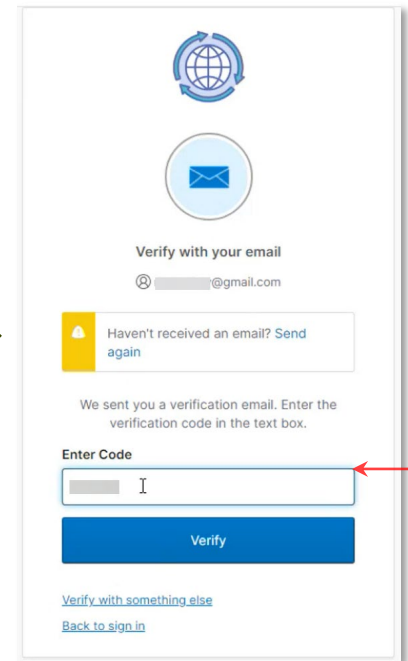 Verify with your email
@gmail.com
Haven't received an email? Send
again
We sent you a verification email. Enter the
verification code in the text box.
Enter Code
Verify
Verify with something else
Back to sign in